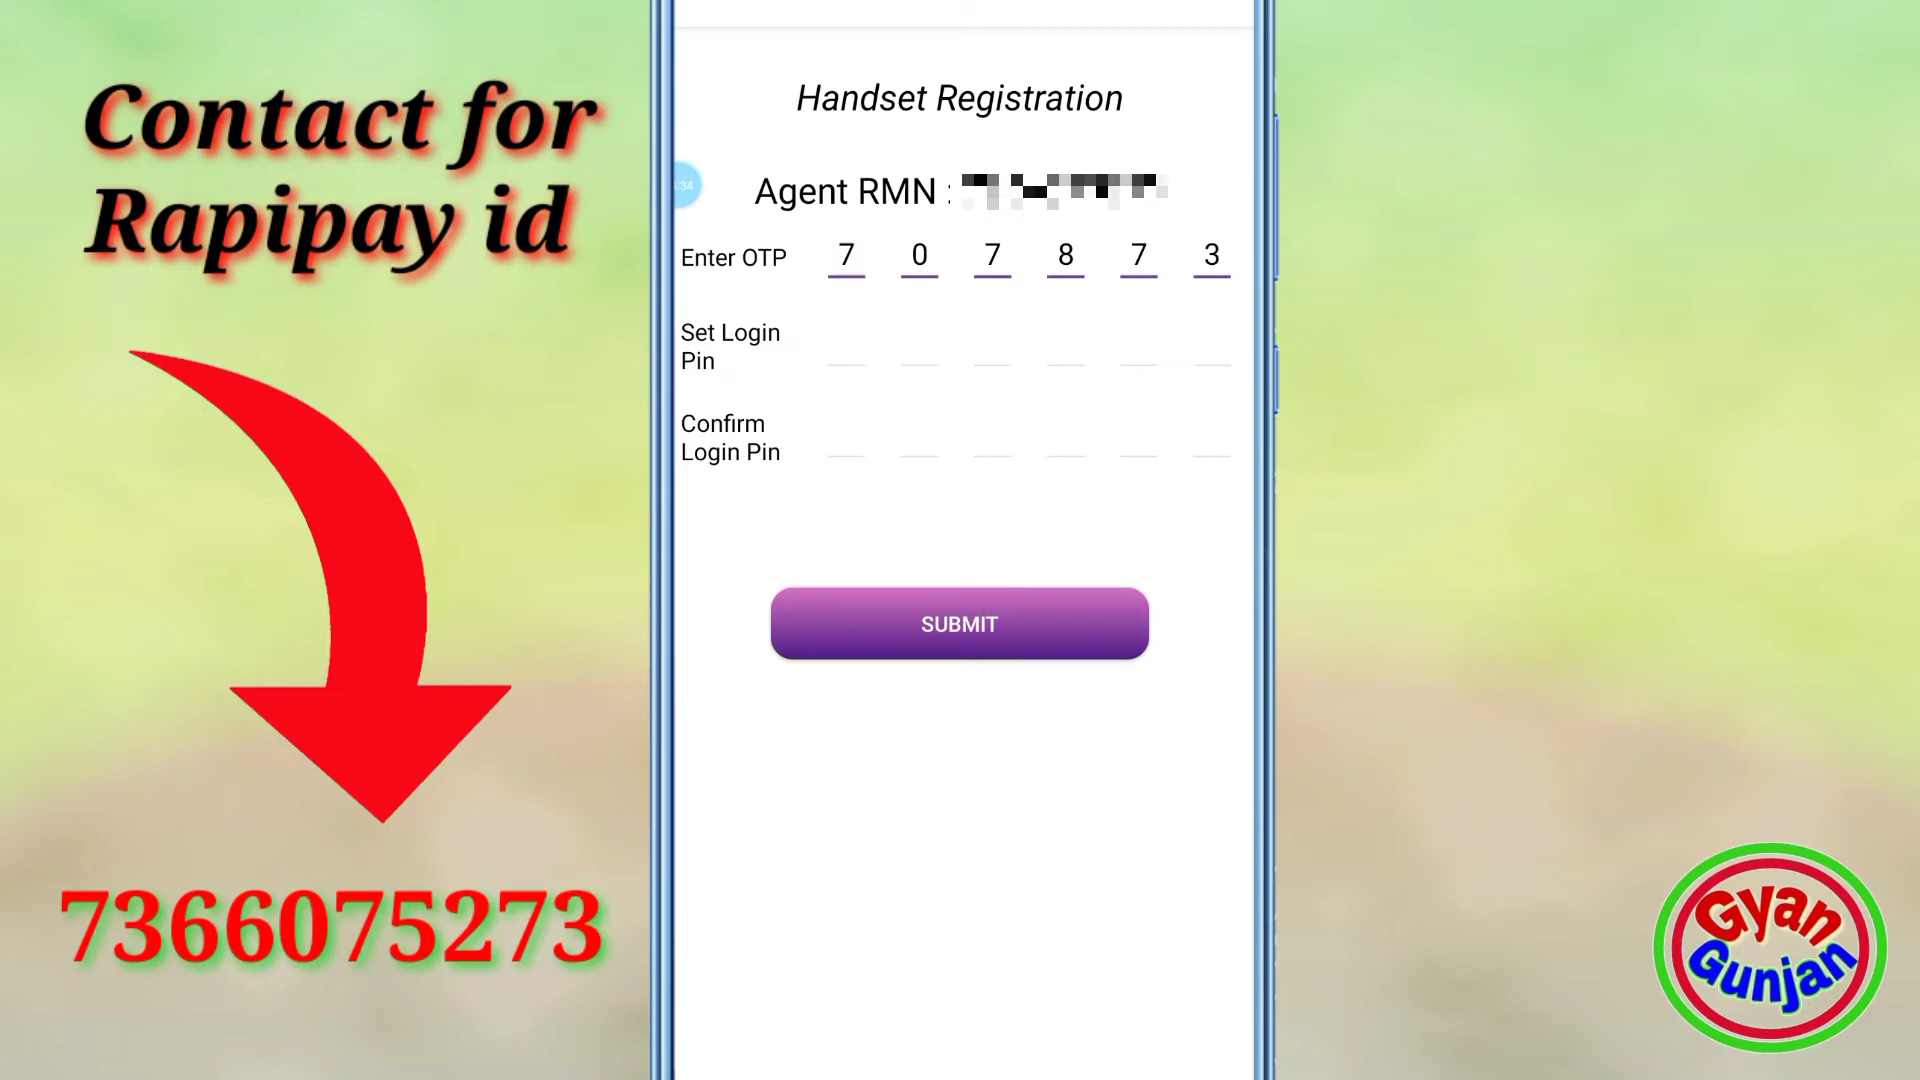 Contact for
Rapipay id
7366075273
Handset Registration
:34
Agent RMN :
Enter OTP 7 0 7 8 7 3
Set Login
Pin
Confirm
Login Pin
SUBMIT
Gyan
Gunjan